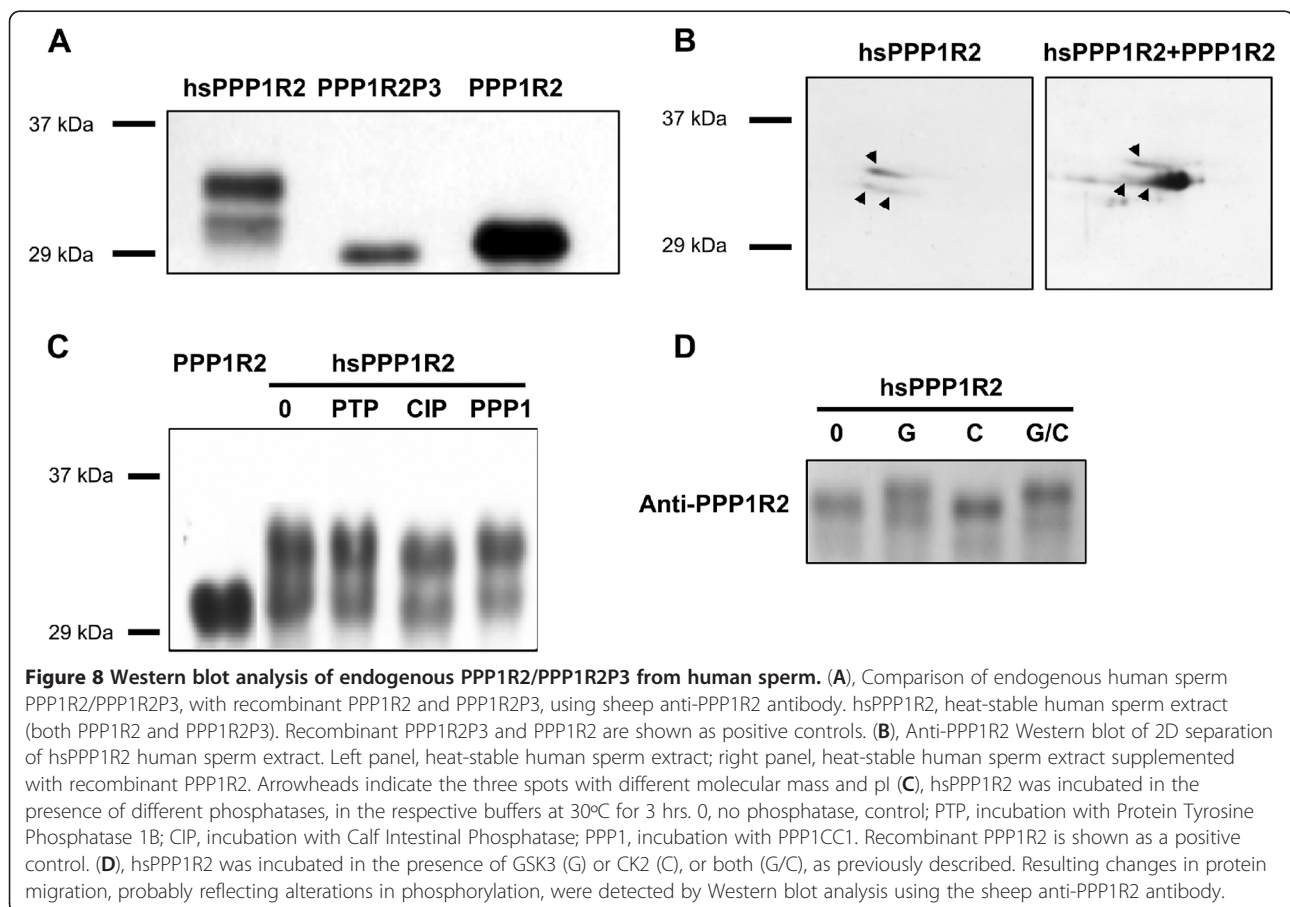 A
hsPPP1R2 PPP1R2P3 PPP1R2
37 kDa
29 kDa
B
hsPPP1R2 hsPPP1R2+PPP1R2
37 kDa
29 kDa
C
PPP1R2 hsPPP1R2
0 PTP CIP PPP1
37 kDa
29 kDa
D
hsPPP1R2
0 G C G/C
Anti-PPP1R2
Figure 8 Western blot analysis of endogenous PPP1R2/PPP1R2P3 from human sperm. (A), Comparison of endogenous human sperm
PPP1R2/PPP1R2P3, with recombinant PPP1R2 and PPP1R2P3, using sheep anti-PPP1R2 antibody. hsPPP1R2, heat-stable human sperm extract
(both PPP1R2 and PPP1R2P3). Recombinant PPP1R2P3 and PPP1R2 are shown as positive controls. (B), Anti-PPP1R2 Western blot of 2D separation
of hsPPP1R2 human sperm extract. Left panel, heat-stable human sperm extract; right panel, heat-stable human sperm extract supplemented
with recombinant PPP1R2. Arrowheads indicate the three spots with different molecular mass and pI (C), hsPPP1R2 was incubated in the
presence of different phosphatases, in the respective buffers at 30ºC for 3 hrs. 0, no phosphatase, control; PTP, incubation with Protein Tyrosine
Phosphatase 1B; CIP, incubation with Calf Intestinal Phosphatase; PPP1, incubation with PPP1CC1. Recombinant PPP1R2 is shown as a positive
control. (D), hsPPP1R2 was incubated in the presence of GSK3 (G) or CK2 (C), or both (G/C), as previously described. Resulting changes in protein
migration, probably reflecting alterations in phosphorylation, were detected by Western blot analysis using the sheep anti-PPP1R2 antibody.